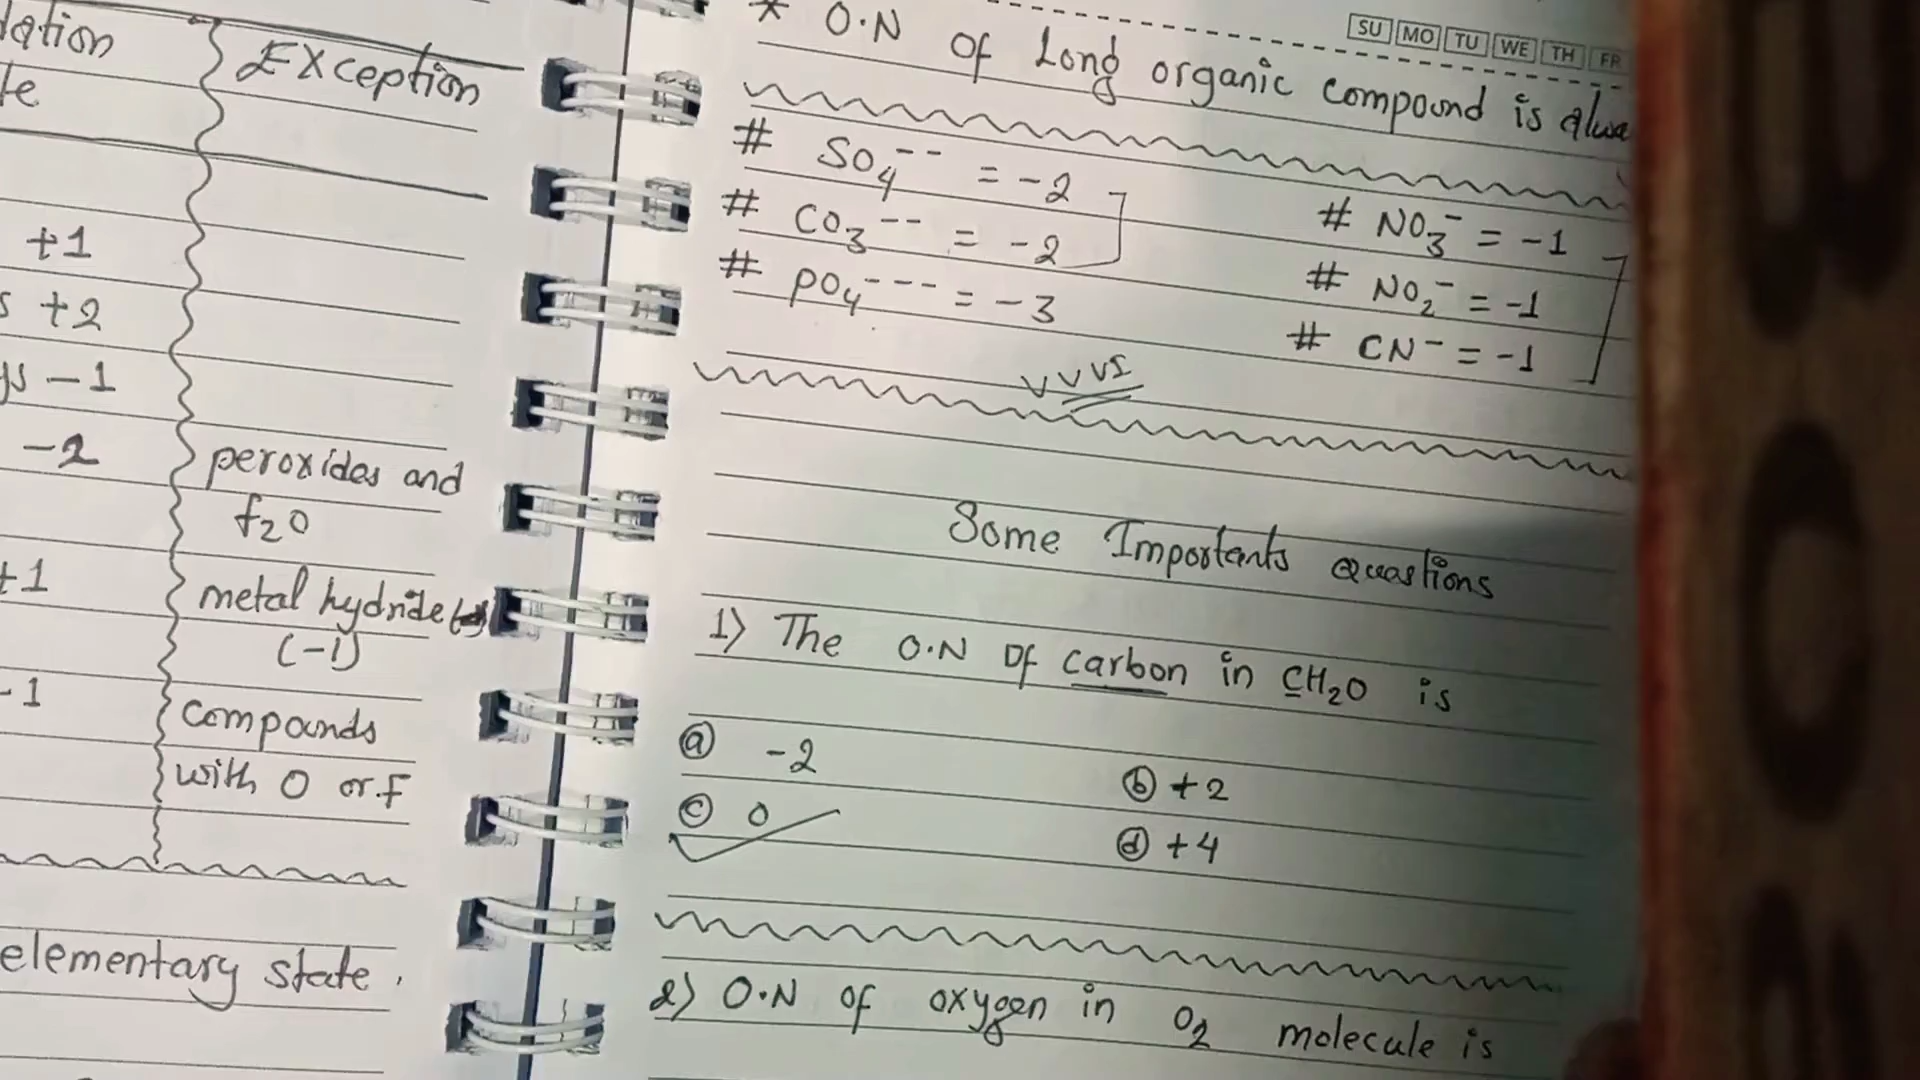 Exception
+1
+2
-1
-2
peroxides and
f2O
+1
metal hydride
(-1)
-1
compounds
with O or F
elementary state.
SU MO TU WE TH FR
* O.N of Long organic compound is
# SO4-- = -2
# CO3-- = -2
# PO4--- = -3
# NO3- = -1
# NO2- = -1
# CN- = -1
VVVI
Some Importants questions
1) The O.N Of carbon in CH2O is
a -2
b +2
c 0
d +4
2) O.N of oxygen in O2 molecule is